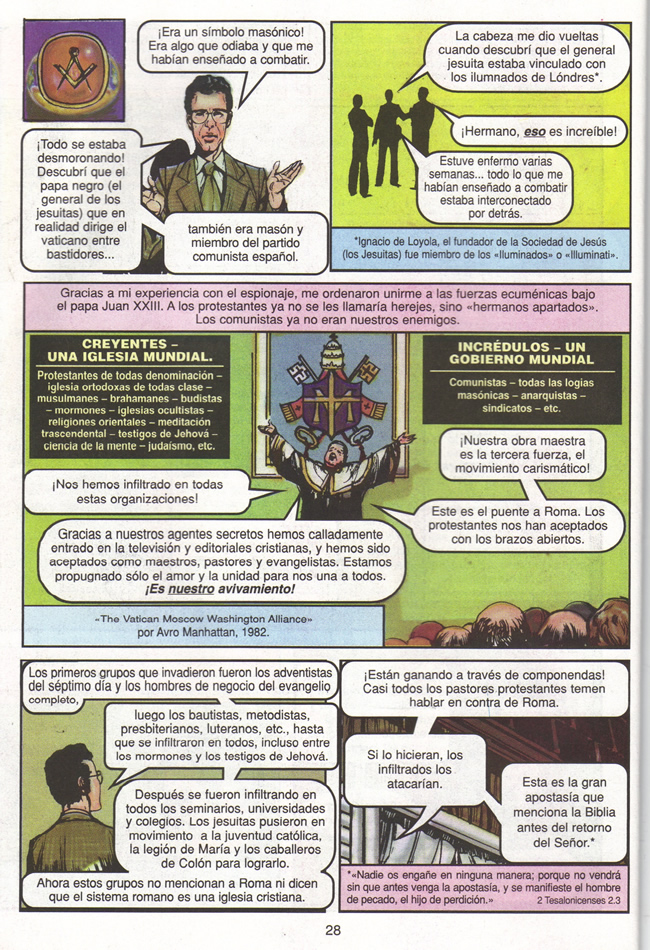 ¡Era un símbolo masónico!
Era algo que odiaba y que me
habían enseñado a combatir.
¡Todo se estaba
desmoronando!
Descubrí que el
papa negro (el
general de los
jesuitas) que en
realidad dirige el
vaticano entre
bastidores...
también era masón y
miembro del partido
comunista español.
La cabeza me dio vueltas
cuando descubrí que el general
jesuita estaba vinculado con
los ilumnados de Lóndres*.
¡Hermano, eso es increíble!
Estuve enfermo varias
semanas... todo lo que me
habían enseñado a combatir
estaba interconectado
por detrás.
*Ignacio de Loyola, el fundador de la Sociedad de Jesús
(los Jesuitas) fue miembro de los «Iluminados» o «Illuminati».
Gracias a mi experiencia con el espionaje, me ordenaron unirme a las fuerzas ecuménicas bajo
el papa Juan XXIII. A los protestantes ya no se les llamaría herejes, sino «hermanos apartados».
Los comunistas ya no eran nuestros enemigos.
CREYENTES –
UNA IGLESIA MUNDIAL.
Protestantes de todas denominación –
iglesia ortodoxas de todas clase –
musulmanes – brahamanes – budistas
– mormones – iglesias ocultistas –
religiones orientales – meditación
trascendental – testigos de Jehová –
ciencia de la mente – judaísmo, etc.
INCRÉDULOS – UN
GOBIERNO MUNDIAL
Comunistas – todas las logias
masónicas – anarquistas –
sindicatos – etc.
¡Nuestra obra maestra
es la tercera fuerza, el
movimiento carismático!
¡Nos hemos infiltrado en todas
estas organizaciones!
Este es el puente a Roma. Los
protestantes nos han aceptados
con los brazos abiertos.
Gracias a nuestros agentes secretos hemos calladamente
entrado en la televisión y editoriales cristianas, y hemos sido
aceptados como maestros, pastores y evangelistas. Estamos
propugnado sólo el amor y la unidad para nos una a todos.
¡Es nuestro avivamiento!
«The Vatican Moscow Washington Alliance»
por Avro Manhattan, 1982.
Los primeros grupos que invadieron fueron los adventistas
del séptimo día y los hombres de negocio del evangelio
completo,
luego los bautistas, metodistas,
presbiterianos, luteranos, etc., hasta
que se infiltraron en todos, incluso entre
los mormones y los testigos de Jehová.
Después se fueron infiltrando en
todos los seminarios, universidades
y colegios. Los jesuitas pusieron en
movimiento a la juventud católica,
la legión de María y los caballeros
de Colón para lograrlo.
Ahora estos grupos no mencionan a Roma ni dicen
que el sistema romano es una iglesia cristiana.
¡Están ganando a través de componendas!
Casi todos los pastores protestantes temen
hablar en contra de Roma.
Si lo hicieran, los
infiltrados los
atacarían.
Esta es la gran
apostasía que
menciona la Biblia
antes del retorno
del Señor.*
*«Nadie os engañe en ninguna manera; porque no vendrá
sin que antes venga la apostasía, y se manifieste el hombre
de pecado, el hijo de perdición.» 2 Tesalonicenses 2.3
28